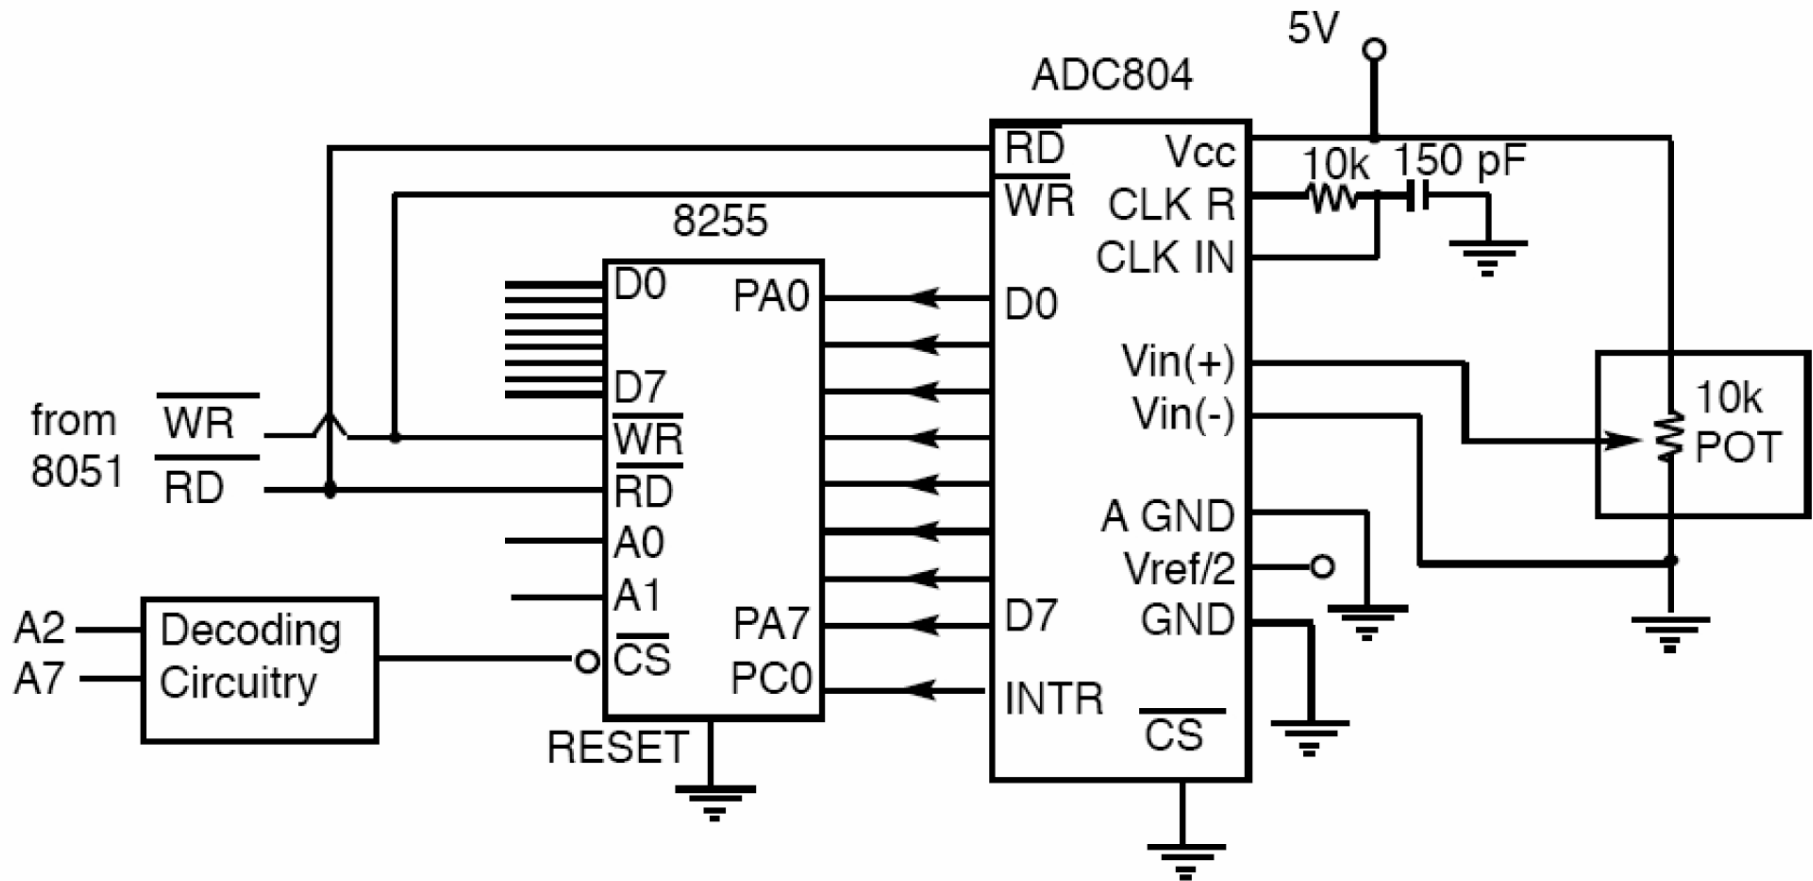 5V
ADC804
RD
Vcc
10k
150 pF
WR
CLK R
8255
CLK IN
D0
PA0
D0
Vin(+)
D7
10k
Vin(-)
from
WR
WR
POT
8051
RD
RD
A GND
A0
Vref/2
A1
D7
GND
A2
Decoding
PA7
A7
Circuitry
CS
PC0
INTR
CS
RESET